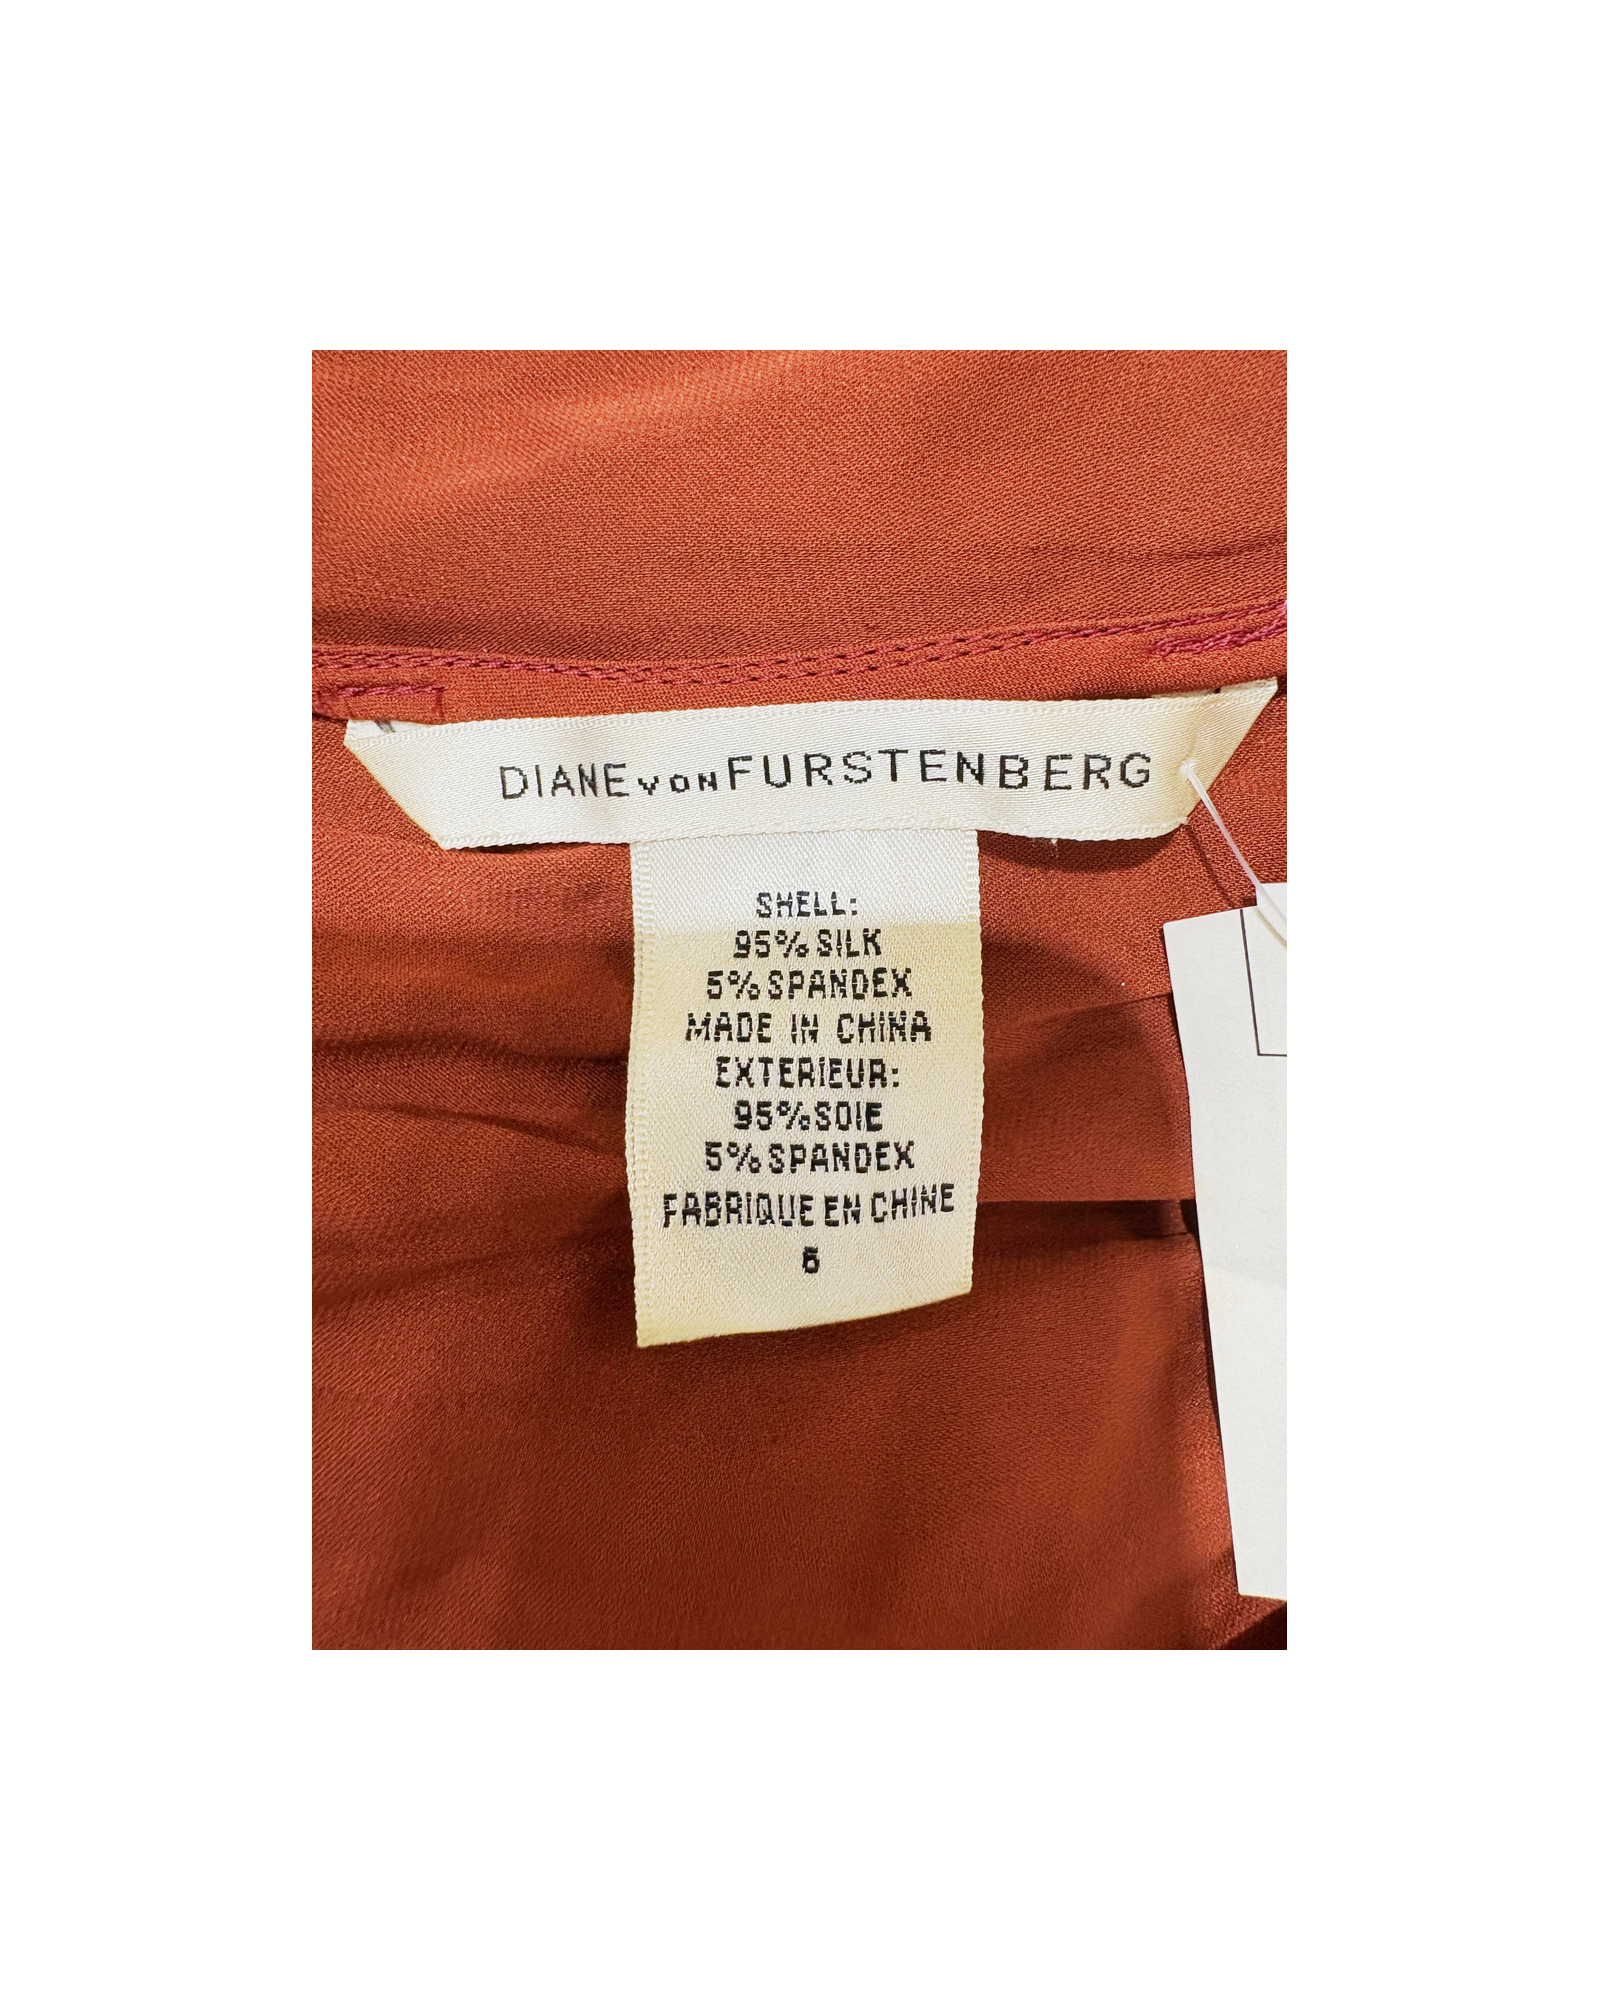 DIANE von FURSTENBERG
SHELL:
95% SILK
5% SPANDEX
MADE IN CHINA
EXTERIEUR:
95% SOIE
5% SPANDEX
FABRIQUE EN CHINE
6